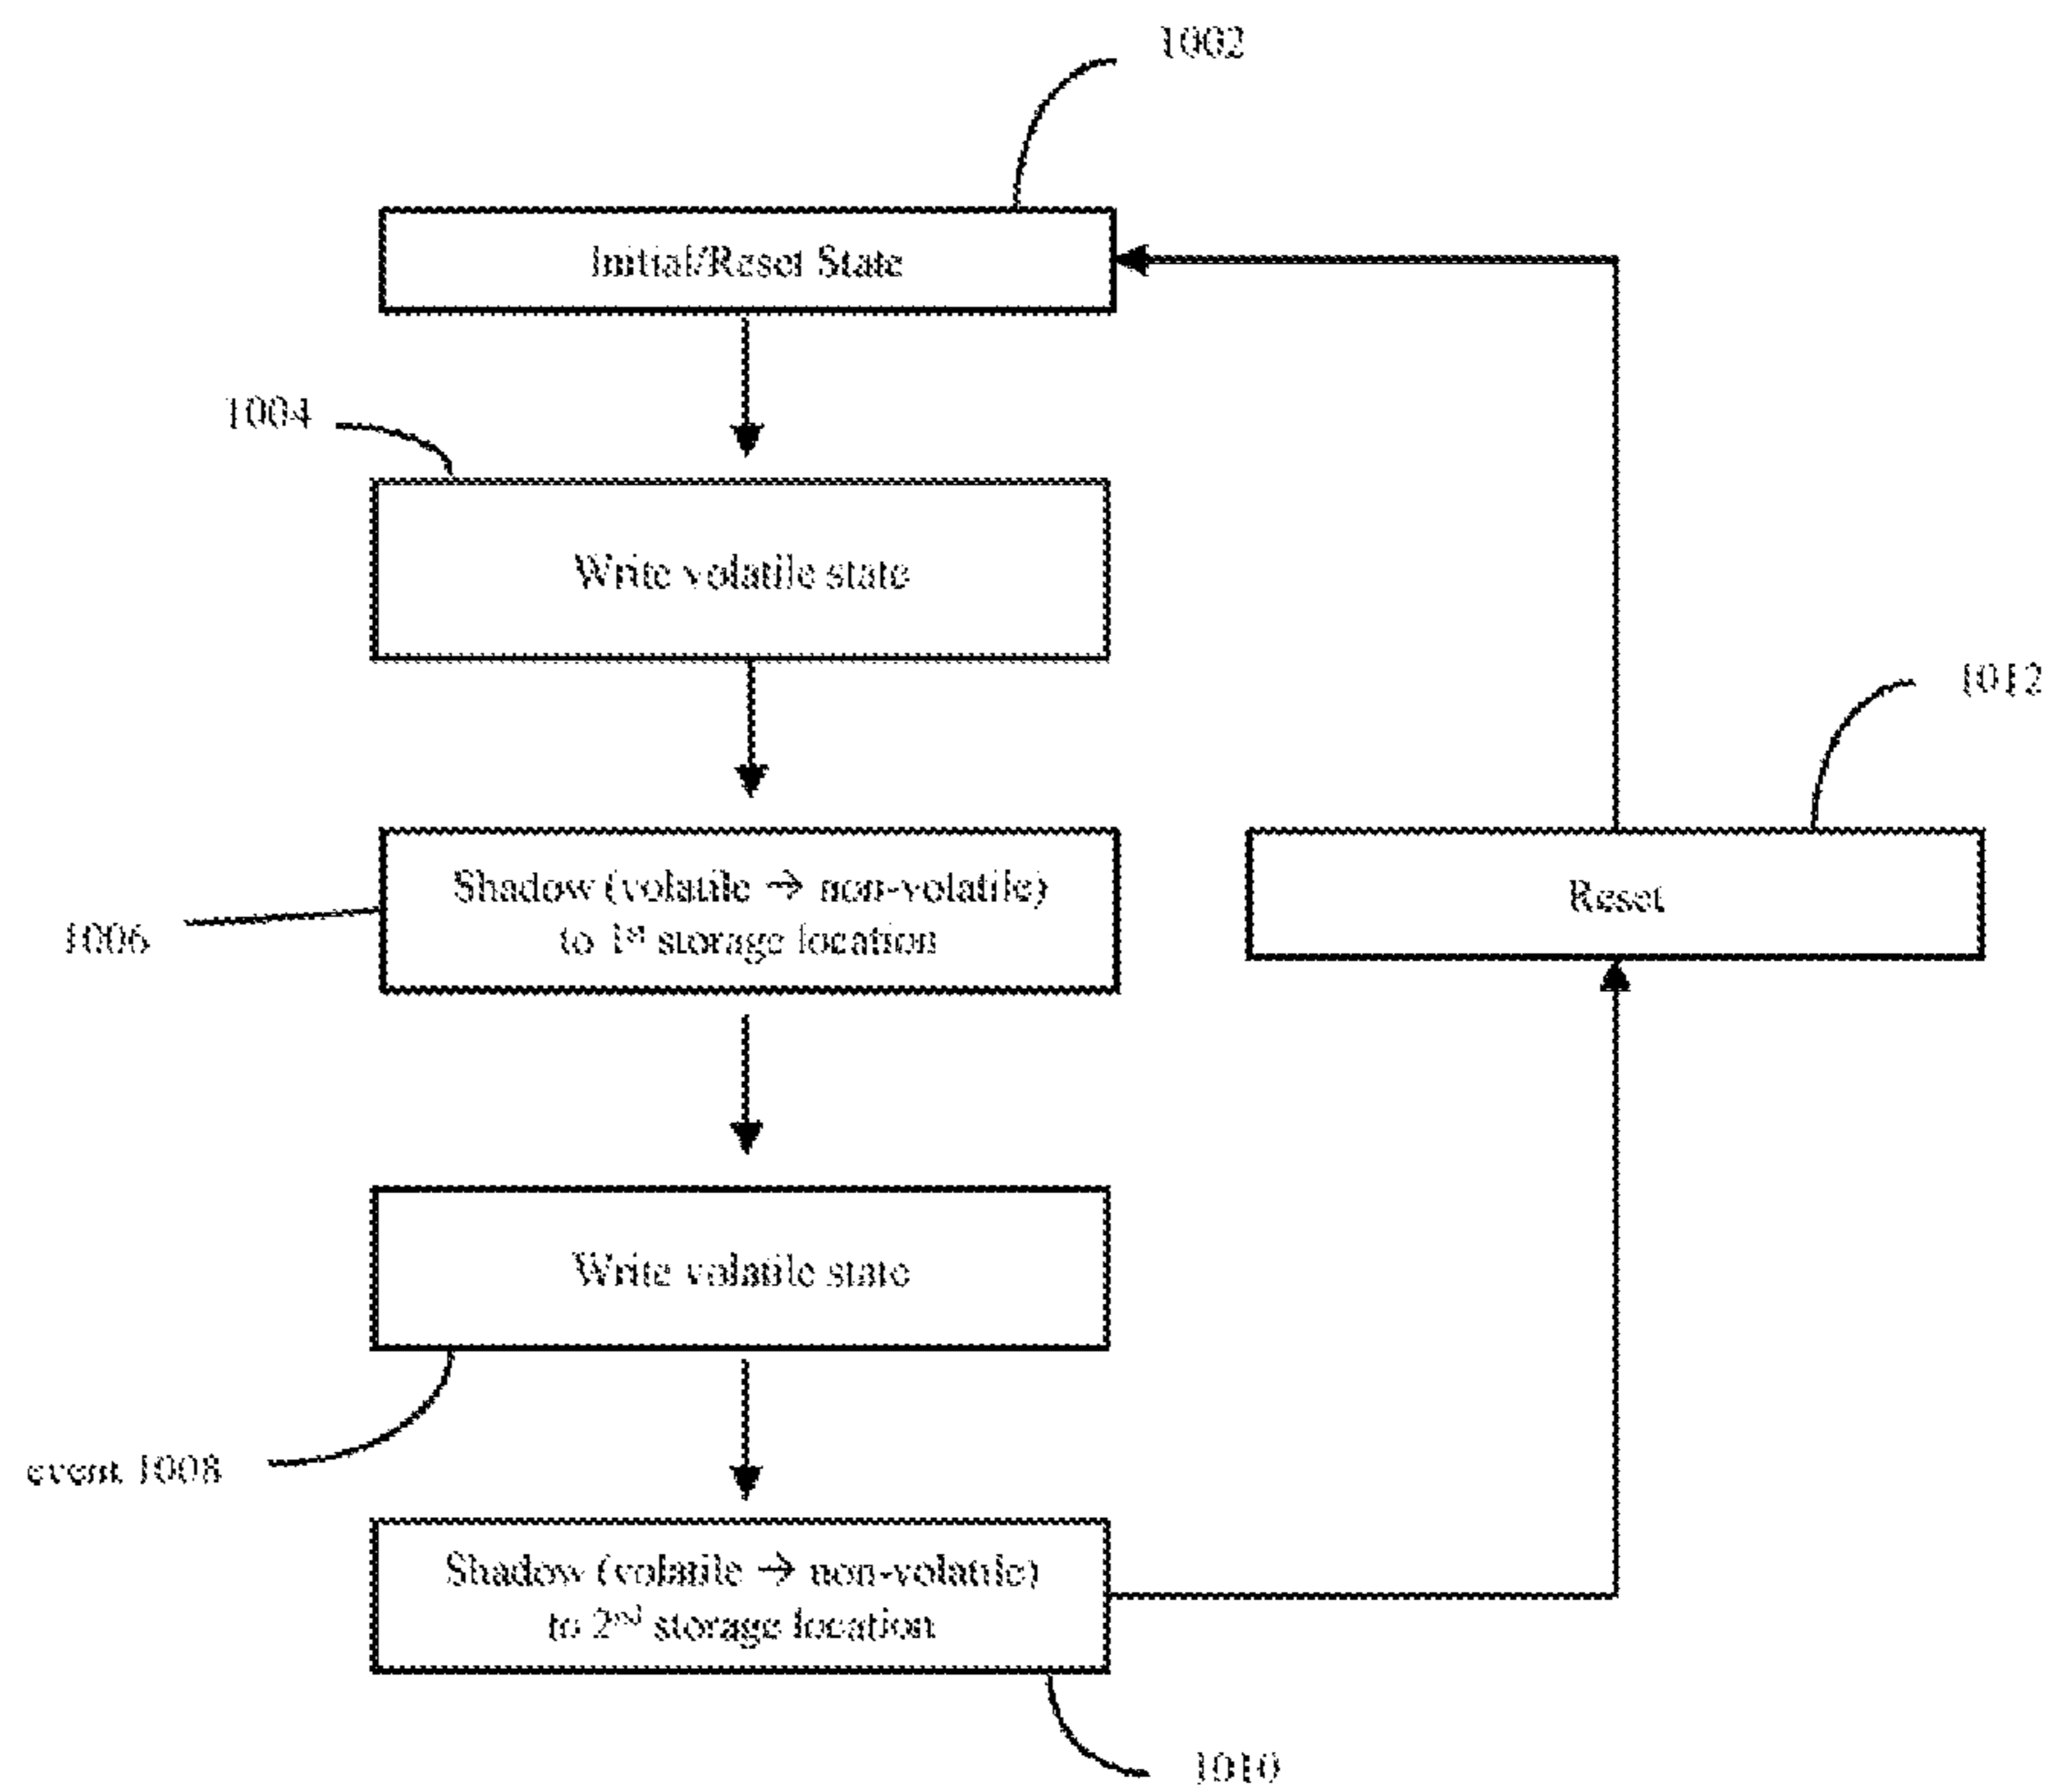 1002
Initial/Reset State
1004
Write volatile state
1012
Shadow (volatile → non-volatile)
to 1st storage location
Reset
1006
Write volatile state
event 1008
Shadow (volatile → non-volatile)
to 2nd storage location
1010